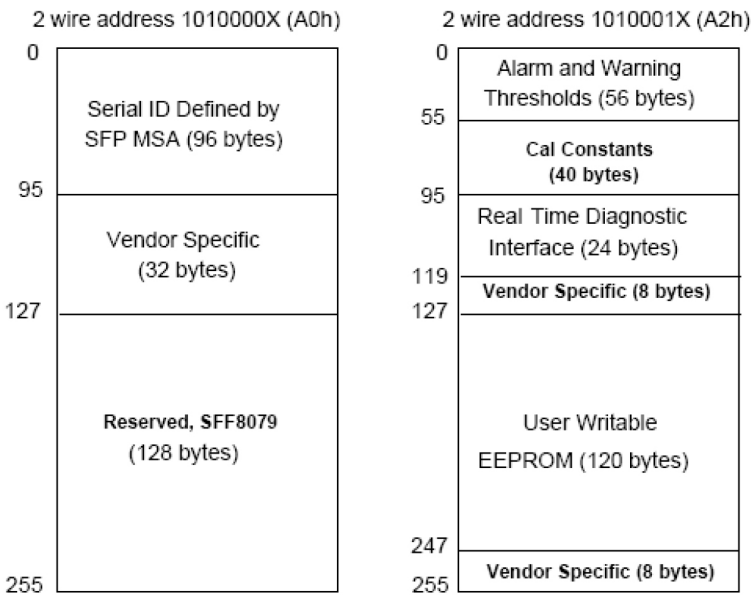 2 wire address 1010000X (A0h)
0
Serial ID Defined by
SFP MSA (96 bytes)
95
Vendor Specific
(32 bytes)
127
Reserved, SFF8079
(128 bytes)
255
2 wire address 1010001X (A2h)
0
Alarm and Warning
Thresholds (56 bytes)
55
Cal Constants
(40 bytes)
95
Real Time Diagnostic
Interface (24 bytes)
119
Vendor Specific (8 bytes)
127
User Writable
EEPROM (120 bytes)
247
Vendor Specific (8 bytes)
255